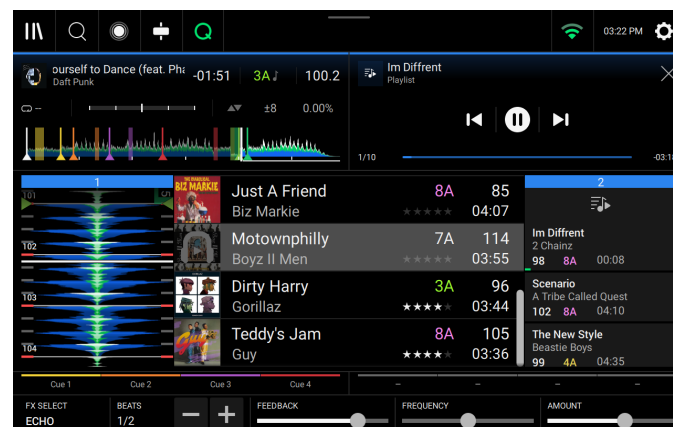 Q
03:22 PM
ourself to Dance (feat. Pha
Daft Punk
-01:51
3A
100.2
±8
0.00%
Im Diffrent
Playlist
1/10
-03:18
1
101
102
103
104
BIZ MARKIE
Just A Friend
8A
85
Biz Markie
04:07
Motownphilly
7A
114
Boyz II Men
03:55
Dirty Harry
3A
96
Gorillaz
03:44
Teddy's Jam
8A
105
Guy
03:36
2
Im Diffrent
2 Chainz
98 8A 00:08
Scenario
A Tribe Called Quest
102 8A 04:10
The New Style
Beastie Boys
99 4A 04:35
Cue 1
Cue 2
Cue 3
Cue 4
FX SELECT
ECHO
BEATS
1/2
FEEDBACK
FREQUENCY
AMOUNT